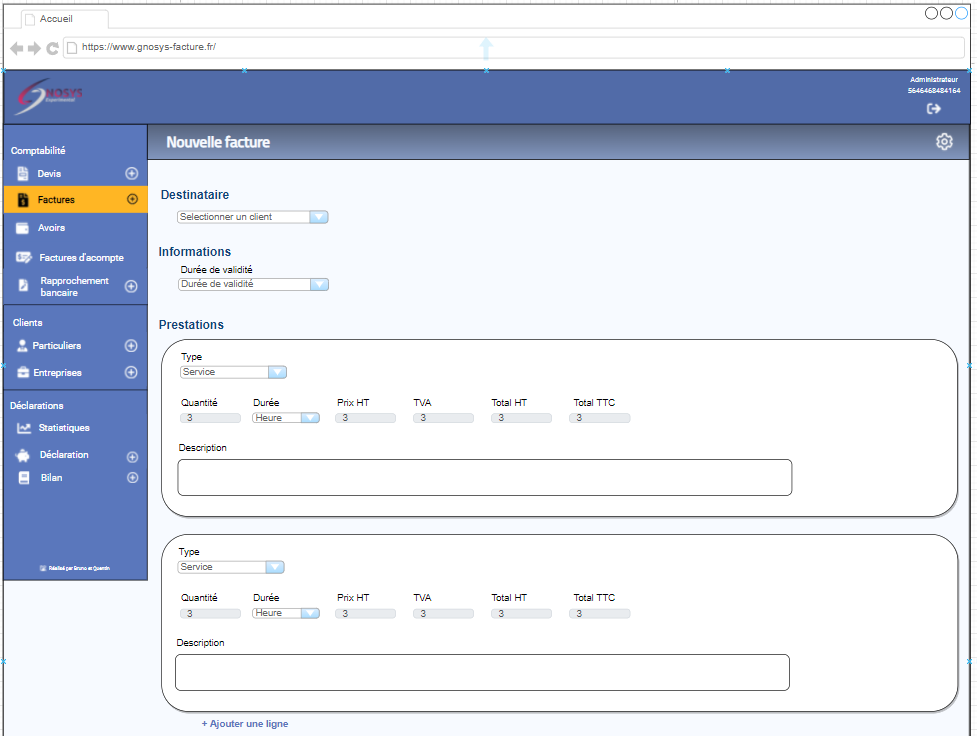 Accueil
https://www.gnosys-facture.fr/
GNOSYS
Experimental
Administrateur
5646468484164
Comptabilité
Devis
Factures
Avoirs
Factures d'acompte
Rapprochement
bancaire
Clients
Particuliers
Entreprises
Déclarations
Statistiques
Déclaration
Bilan
Réalisé par Bruno et Quentin
Nouvelle facture
Destinataire
Selectionner un client
Informations
Durée de validité
Durée de validité
Prestations
Type
Service
Quantité Durée Prix HT TVA Total HT Total TTC
3 Heure 3 3 3 3
Description
Type
Service
Quantité Durée Prix HT TVA Total HT Total TTC
3 Heure 3 3 3 3
Description
+ Ajouter une ligne